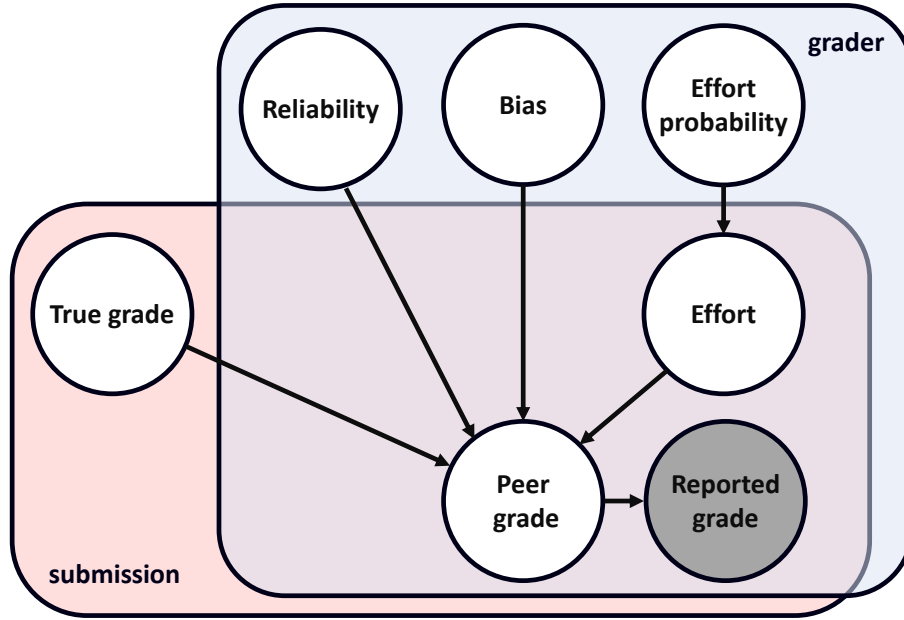 grader
Reliability
Bias
Effort
probability
True grade
Effort
Peer
grade
Reported
grade
submission